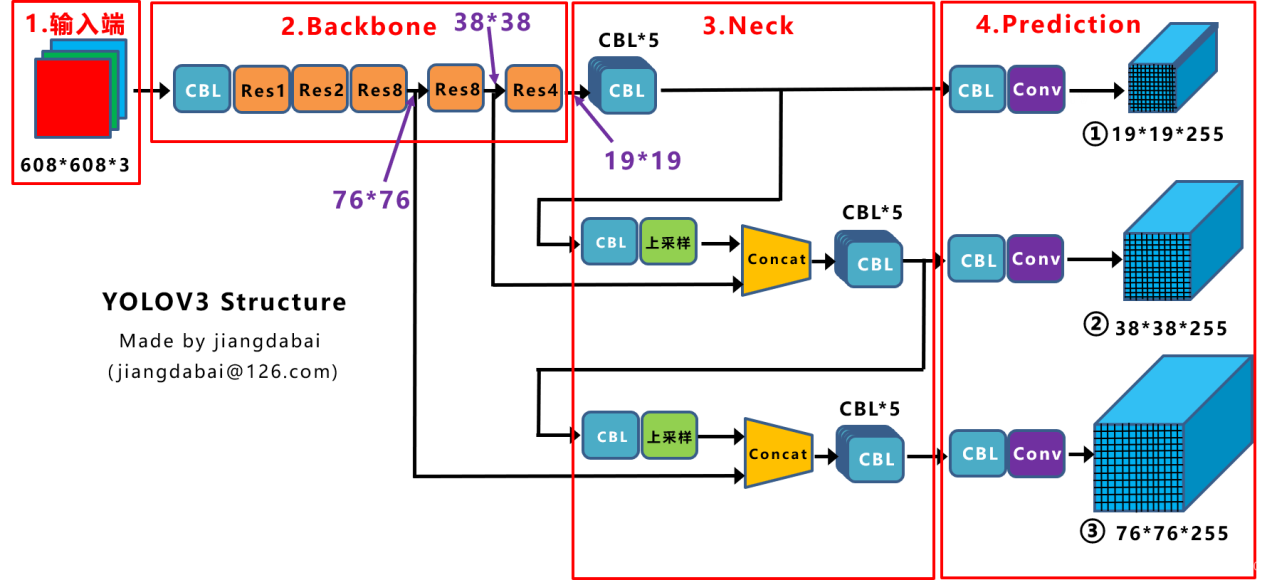 1.输入端
2.Backbone
38*38
3.Neck
4.Prediction
CBL*5
CBL
Res1
Res2
Res8
Res8
Res4
CBL
CBL
Conv
①19*19*255
608*608*3
76*76
19*19
CBL*5
CBL
上采样
Concat
CBL
CBL
Conv
②38*38*255
YOLOV3 Structure
Made by jiangdabai
(jiangdabai@126.com)
CBL*5
CBL
上采样
Concat
CBL
CBL
Conv
③ 76*76*255